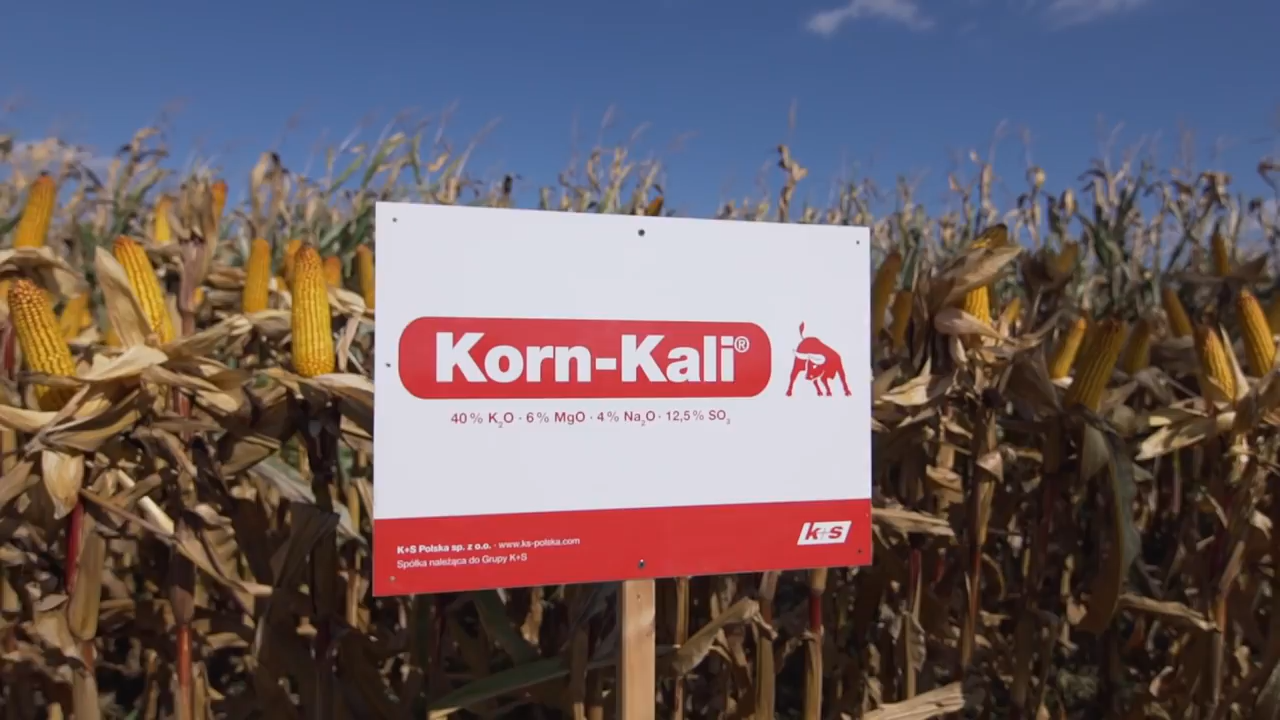 Korn-Kali®
40% K₂O · 6% MgO · 4% Na₂O · 12,5% SO₃
K+S Polska sp. z o.o. · www.ks-polska.com
Spółka należąca do Grupy K+S
k+s